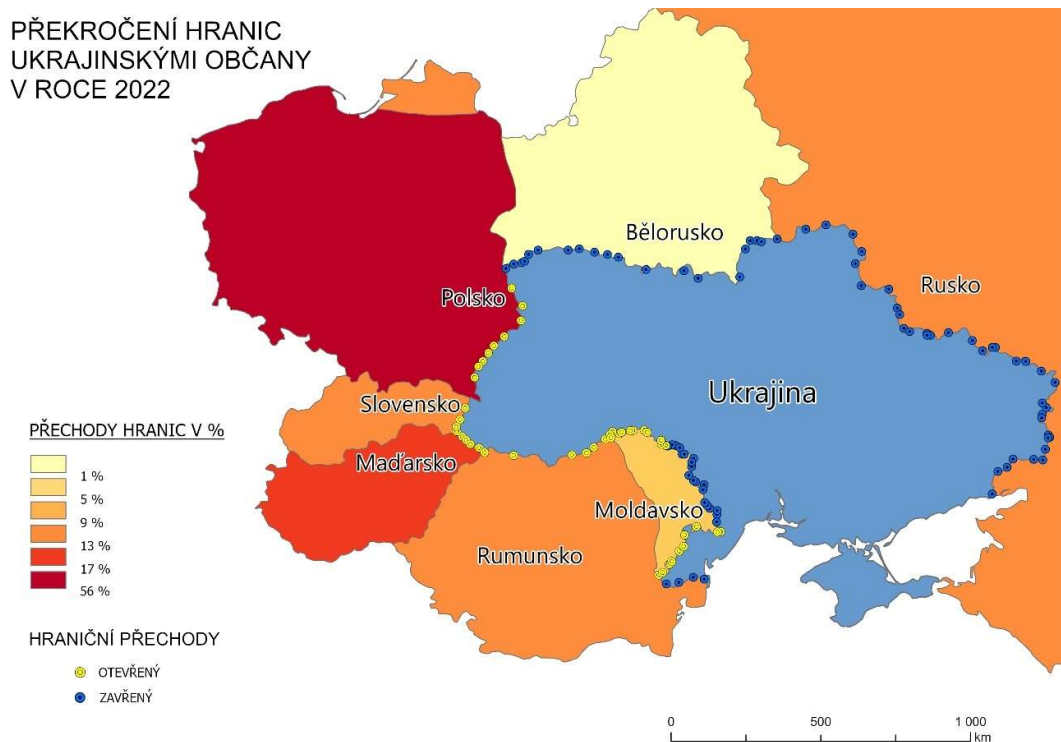 PŘEKROČENÍ HRANIC
UKRAJINSKÝMI OBČANY
V ROCE 2022
Bělorusko
Rusko
Polsko
Ukrajina
Slovensko
Maďarsko
Moldavsko
Rumunsko
PŘECHODY HRANIC V %
1 %
5 %
9 %
13 %
17 %
56 %
HRANIČNÍ PŘECHODY
OTEVŘENÝ
ZAVŘENÝ
0 500 1 000
km